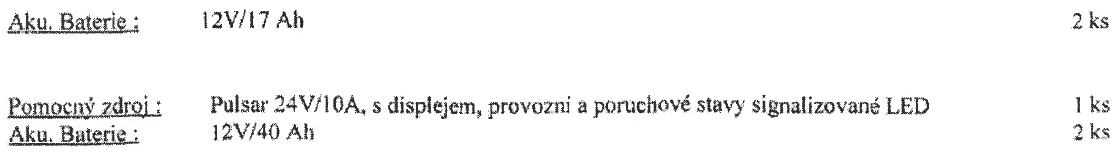 Aku. Baterie : 12V/17 Ah 2 ks
Pomocný zdroj : Pulsar 24V/10A, s displejem, provozní a poruchové stavy signalizované LED 1 ks
Aku. Baterie : 12V/40 Ah 2 ks